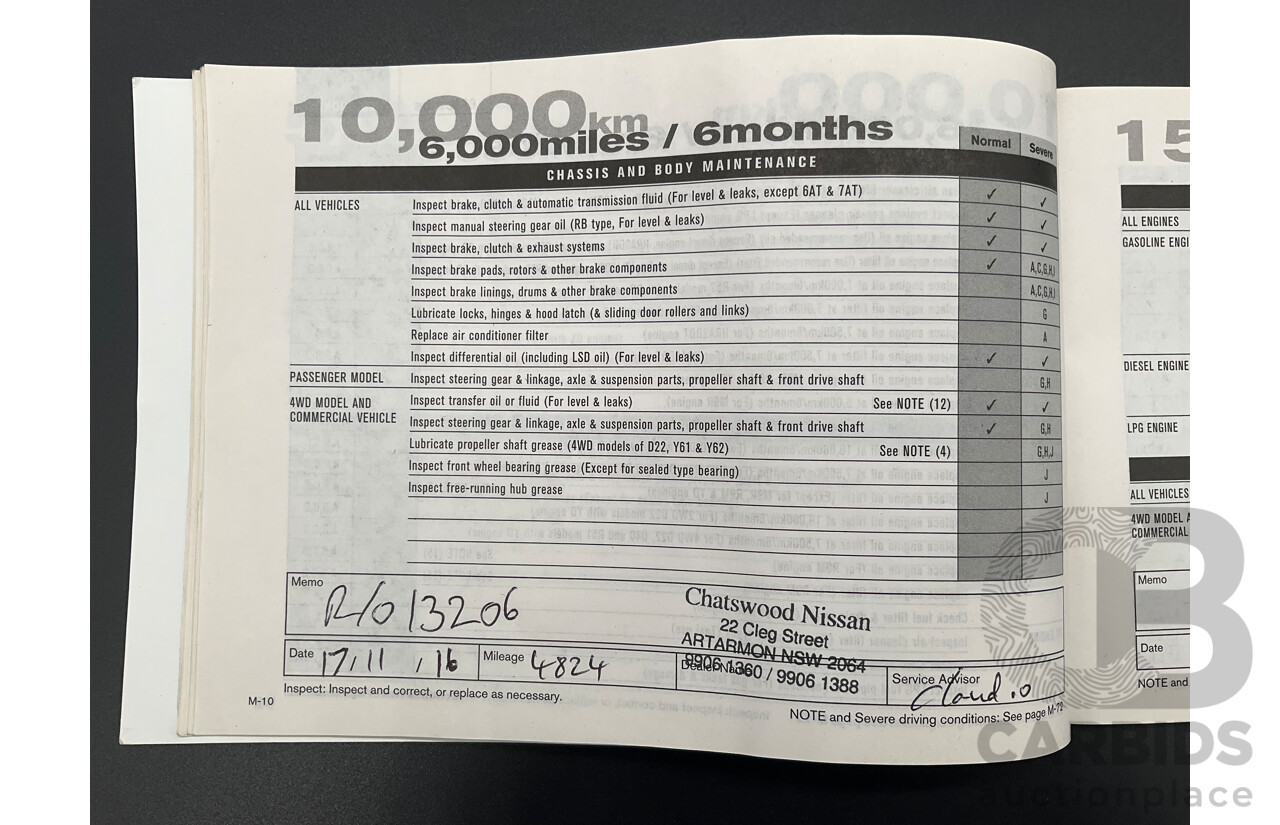 10,000km
6,000miles / 6months
Normal Severe
CHASSIS AND BODY MAINTENANCE
ALL VEHICLES Inspect brake, clutch & automatic transmission fluid (For level & leaks, except 6AT & 7AT) ✓ ✓
Inspect manual steering gear oil (RB type, For level & leaks) ✓ ✓
Inspect brake, clutch & exhaust systems ✓ ✓
Inspect brake pads, rotors & other brake components ✓ A,C,G,H,I
Inspect brake linings, drums & other brake components A,C,G,H,I
Lubricate locks, hinges & hood latch (& sliding door rollers and links) G
Replace air conditioner filter A
Inspect differential oil (including LSD oil) (For level & leaks) ✓ ✓
PASSENGER MODEL Inspect steering gear & linkage, axle & suspension parts, propeller shaft & front drive shaft G,H
4WD MODEL AND COMMERCIAL VEHICLE Inspect transfer oil or fluid (For level & leaks) See NOTE (12) ✓ ✓
Inspect steering gear & linkage, axle & suspension parts, propeller shaft & front drive shaft ✓ G,H
Lubricate propeller shaft grease (4WD models of D22, Y61 & Y62) See NOTE (4) G,H,J
Inspect front wheel bearing grease (Except for sealed type bearing) J
Inspect free-running hub grease J
Memo
R/O 13206
Chatswood Nissan
22 Cleg Street
ARTARMON NSW 2064
9906 1360 / 9906 1388
Date 17/11/16 Mileage 4824 Service Advisor
Claudio
Inspect: Inspect and correct, or replace as necessary.
M-10
NOTE and Severe driving conditions: See page M-72
15
ALL ENGINES
GASOLINE ENGI
DIESEL ENGINE
LPG ENGINE
ALL VEHICLES
4WD MODEL A
COMMERCIAL
Memo
Date
NOTE and
CARBIDS
auctionplace